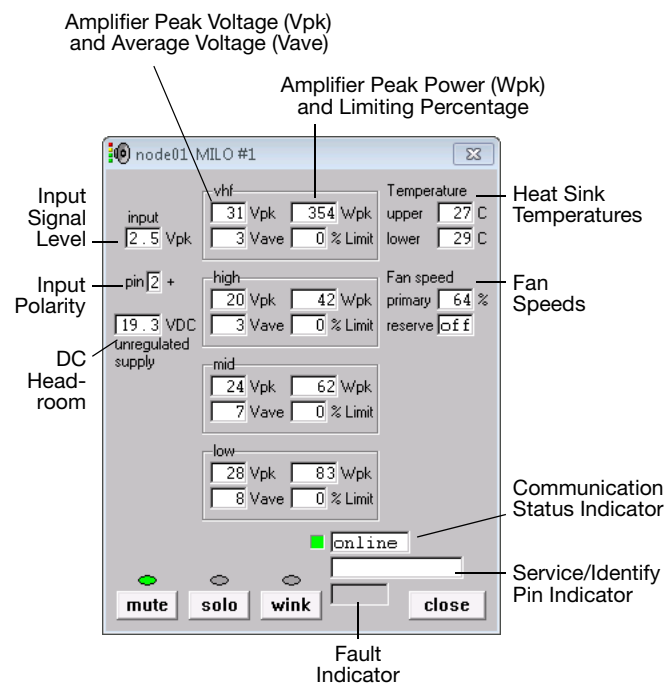 Amplifier Peak Voltage (Vpk)
and Average Voltage (Vave)
Amplifier Peak Power (Wpk)
and Limiting Percentage
node01 MILO #1
Input
Signal
Level
input
2.5 Vpk
Input
Polarity
pin 2 +
19.3 VDC
unregulated
supply
DC
Head-
room
vhf
31 Vpk 354 Wpk
3 Vave 0 % Limit
high
20 Vpk 42 Wpk
3 Vave 0 % Limit
mid
24 Vpk 62 Wpk
7 Vave 0 % Limit
low
28 Vpk 83 Wpk
8 Vave 0 % Limit
Temperature
upper 27 C
lower 29 C
Heat Sink
Temperatures
Fan speed
primary 64 %
reserve off
Fan
Speeds
online
Communication
Status Indicator
Service/Identify
Pin Indicator
mute solo wink close
Fault
Indicator